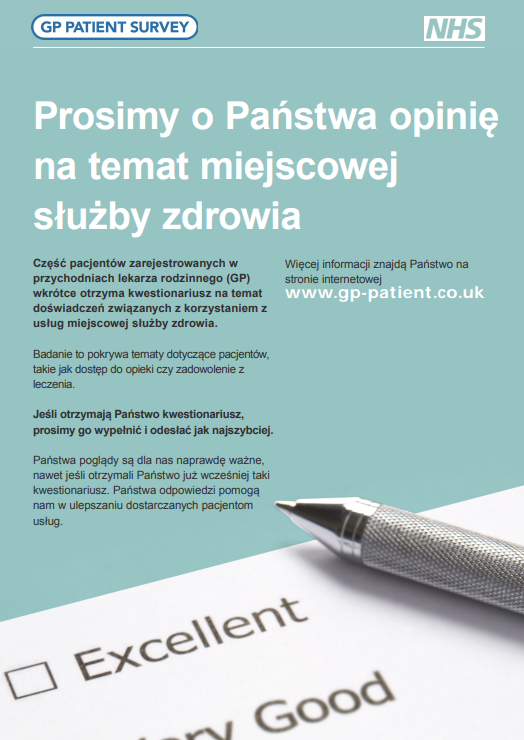 GP PATIENT SURVEY
NHS
Prosimy o Państwa opinię
na temat miejscowej
służby zdrowia
Część pacjentów zarejestrowanych w
przychodniach lekarza rodzinnego (GP)
wkrótce otrzyma kwestionariusz na temat
doświadczeń związanych z korzystaniem z
usług miejscowej służby zdrowia.
Badanie to pokrywa tematy dotyczące pacjentów,
takie jak dostęp do opieki czy zadowolenie z
leczenia.
Jeśli otrzymają Państwo kwestionariusz,
prosimy go wypełnić i odesłać jak najszybciej.
Państwa poglądy są dla nas naprawdę ważne,
nawet jeśli otrzymali Państwo już wcześniej taki
kwestionariusz. Państwa odpowiedzi pomogą
nam w ulepszaniu dostarczanych pacjentom
usług.
Więcej informacji znajdą Państwo na
stronie internetowej
www.gp-patient.co.uk
Excellent
Good